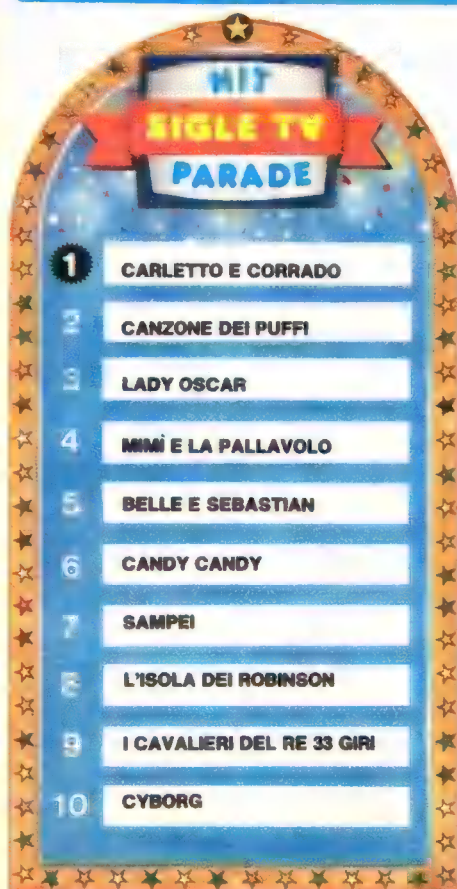 HIT
SIGLE TV
PARADE
1 CARLETTO E CORRADO
2 CANZONE DEI PUFFI
3 LADY OSCAR
4 MIMÌ E LA PALLAVOLO
5 BELLE E SEBASTIAN
6 CANDY CANDY
7 SAMPEI
8 L'ISOLA DEI ROBINSON
9 I CAVALIERI DEL RE 33 GIRI
10 CYBORG